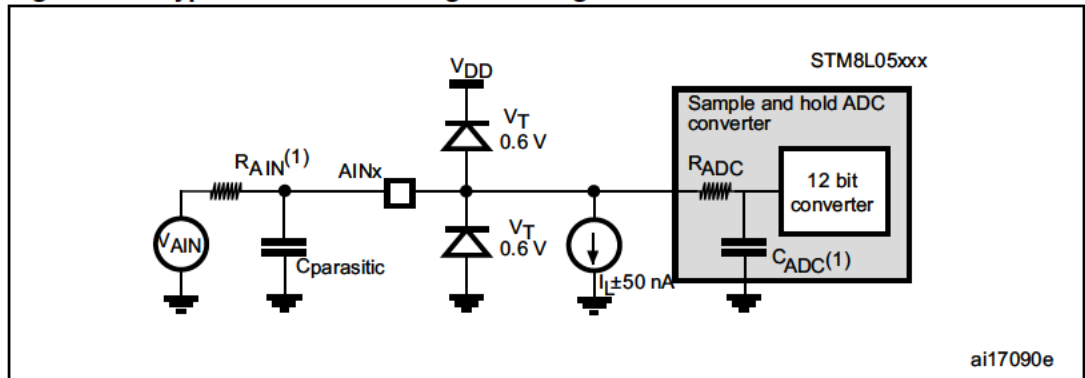 STM8L05xxx
VDD
Sample and hold ADC
converter
VT
0.6 V
RAIN(1)
AINx
RADC
12 bit
converter
VAIN
VT
0.6 V
Cparasitic
IL±50 nA
CADC(1)
ai17090e